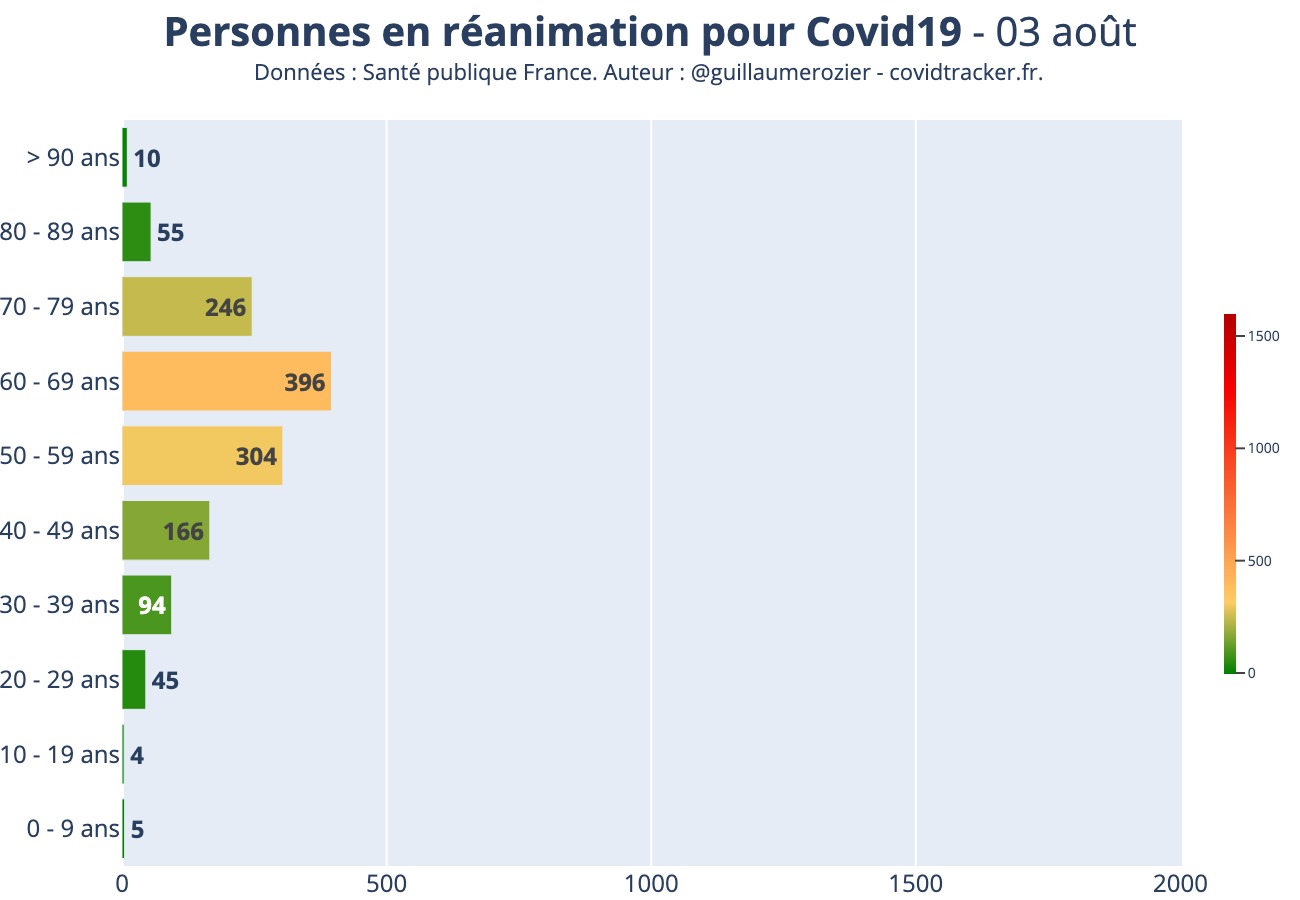 Personnes en réanimation pour Covid19 - 03 août
Données : Santé publique France. Auteur : @guillaumerozier - covidtracker.fr.
> 90 ans 10
80 - 89 ans 55
70 - 79 ans 246
60 - 69 ans 396
50 - 59 ans 304
40 - 49 ans 166
30 - 39 ans 94
20 - 29 ans 45
10 - 19 ans 4
0 - 9 ans 5
0 500 1000 1500 2000
1500
1000
500
0